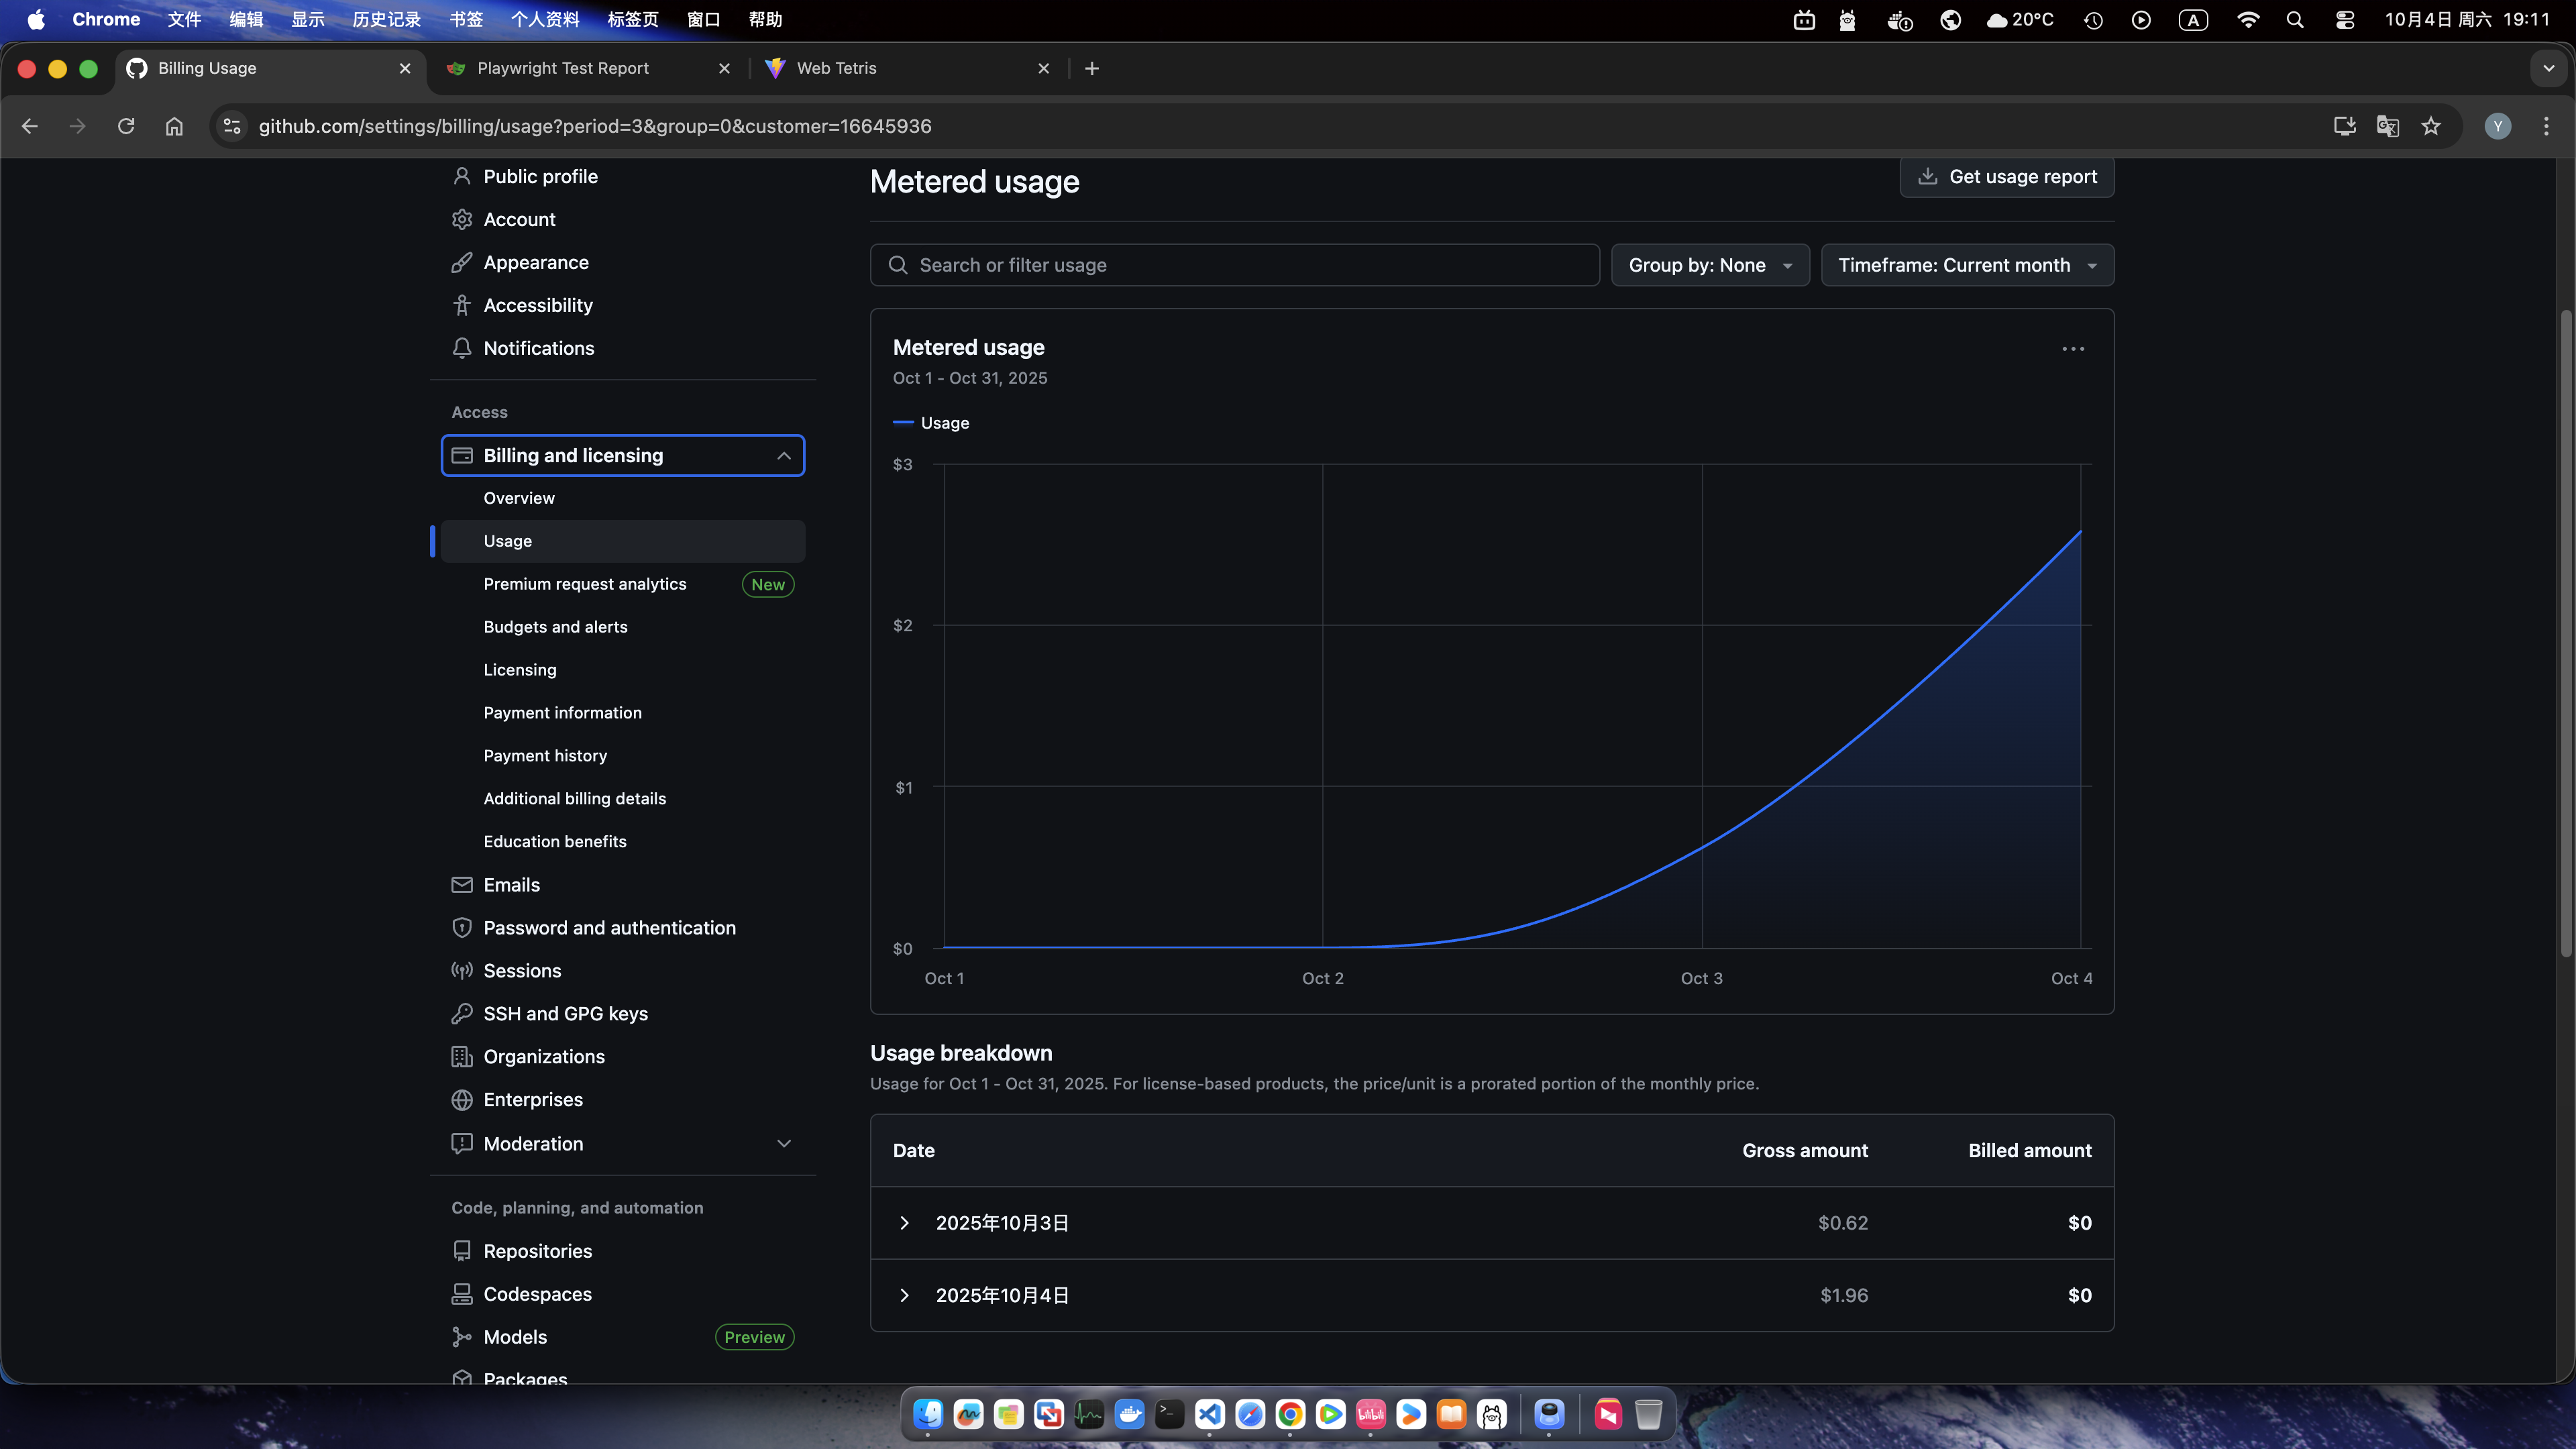 Chrome 文件 编辑 显示 历史记录 书签 个人资料 标签页 窗口 帮助 20°C A 10月4日 周六 19:11
Billing Usage Playwright Test Report Web Tetris
github.com/settings/billing/usage?period=3&group=0&customer=16645936 Y
Public profile
Account
Appearance
Accessibility
Notifications
Access
Billing and licensing
Overview
Usage
Premium request analytics New
Budgets and alerts
Licensing
Payment information
Payment history
Additional billing details
Education benefits
Emails
Password and authentication
Sessions
SSH and GPG keys
Organizations
Enterprises
Moderation
Code, planning, and automation
Repositories
Codespaces
Models Preview
Packages
Metered usage Get usage report
Search or filter usage Group by: None Timeframe: Current month
Metered usage
Oct 1 - Oct 31, 2025
Usage
$3
$2
$1
$0
Oct 1 Oct 2 Oct 3 Oct 4
Usage breakdown
Usage for Oct 1 - Oct 31, 2025. For license-based products, the price/unit is a prorated portion of the monthly price.
Date Gross amount Billed amount
2025年10月3日 $0.62 $0
2025年10月4日 $1.96 $0
bilibili